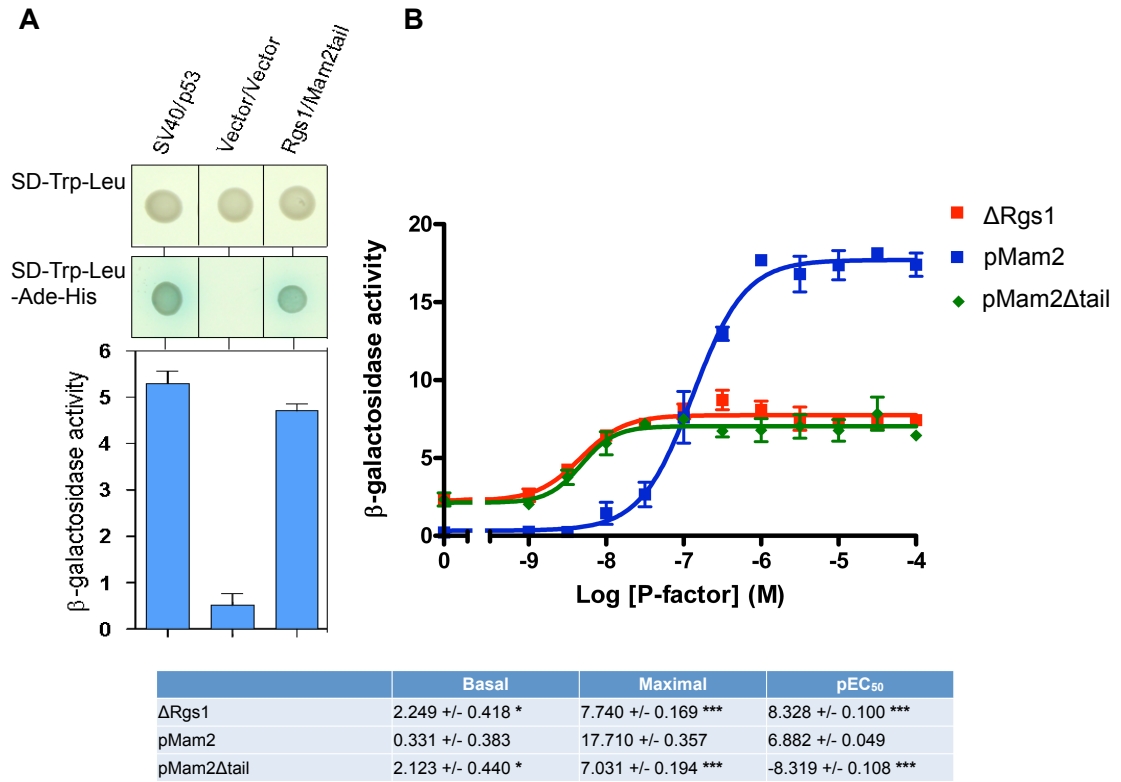 A
B
SV40/p53
Vector/Vector
Rgs1/Mam2tail
SD-Trp-Leu
SD-Trp-Leu
-Ade-His
6
5
4
3
2
1
0
β-galactosidase activity
20
15
10
5
0
β-galactosidase activity
0 -9 -8 -7 -6 -5 -4
Log [P-factor] (M)
ΔRgs1
pMam2
pMam2Δtail
Basal Maximal pEC₅₀
ΔRgs1 2.249 +/- 0.418 * 7.740 +/- 0.169 *** 8.328 +/- 0.100 ***
pMam2 0.331 +/- 0.383 17.710 +/- 0.357 6.882 +/- 0.049
pMam2Δtail 2.123 +/- 0.440 * 7.031 +/- 0.194 *** -8.319 +/- 0.108 ***